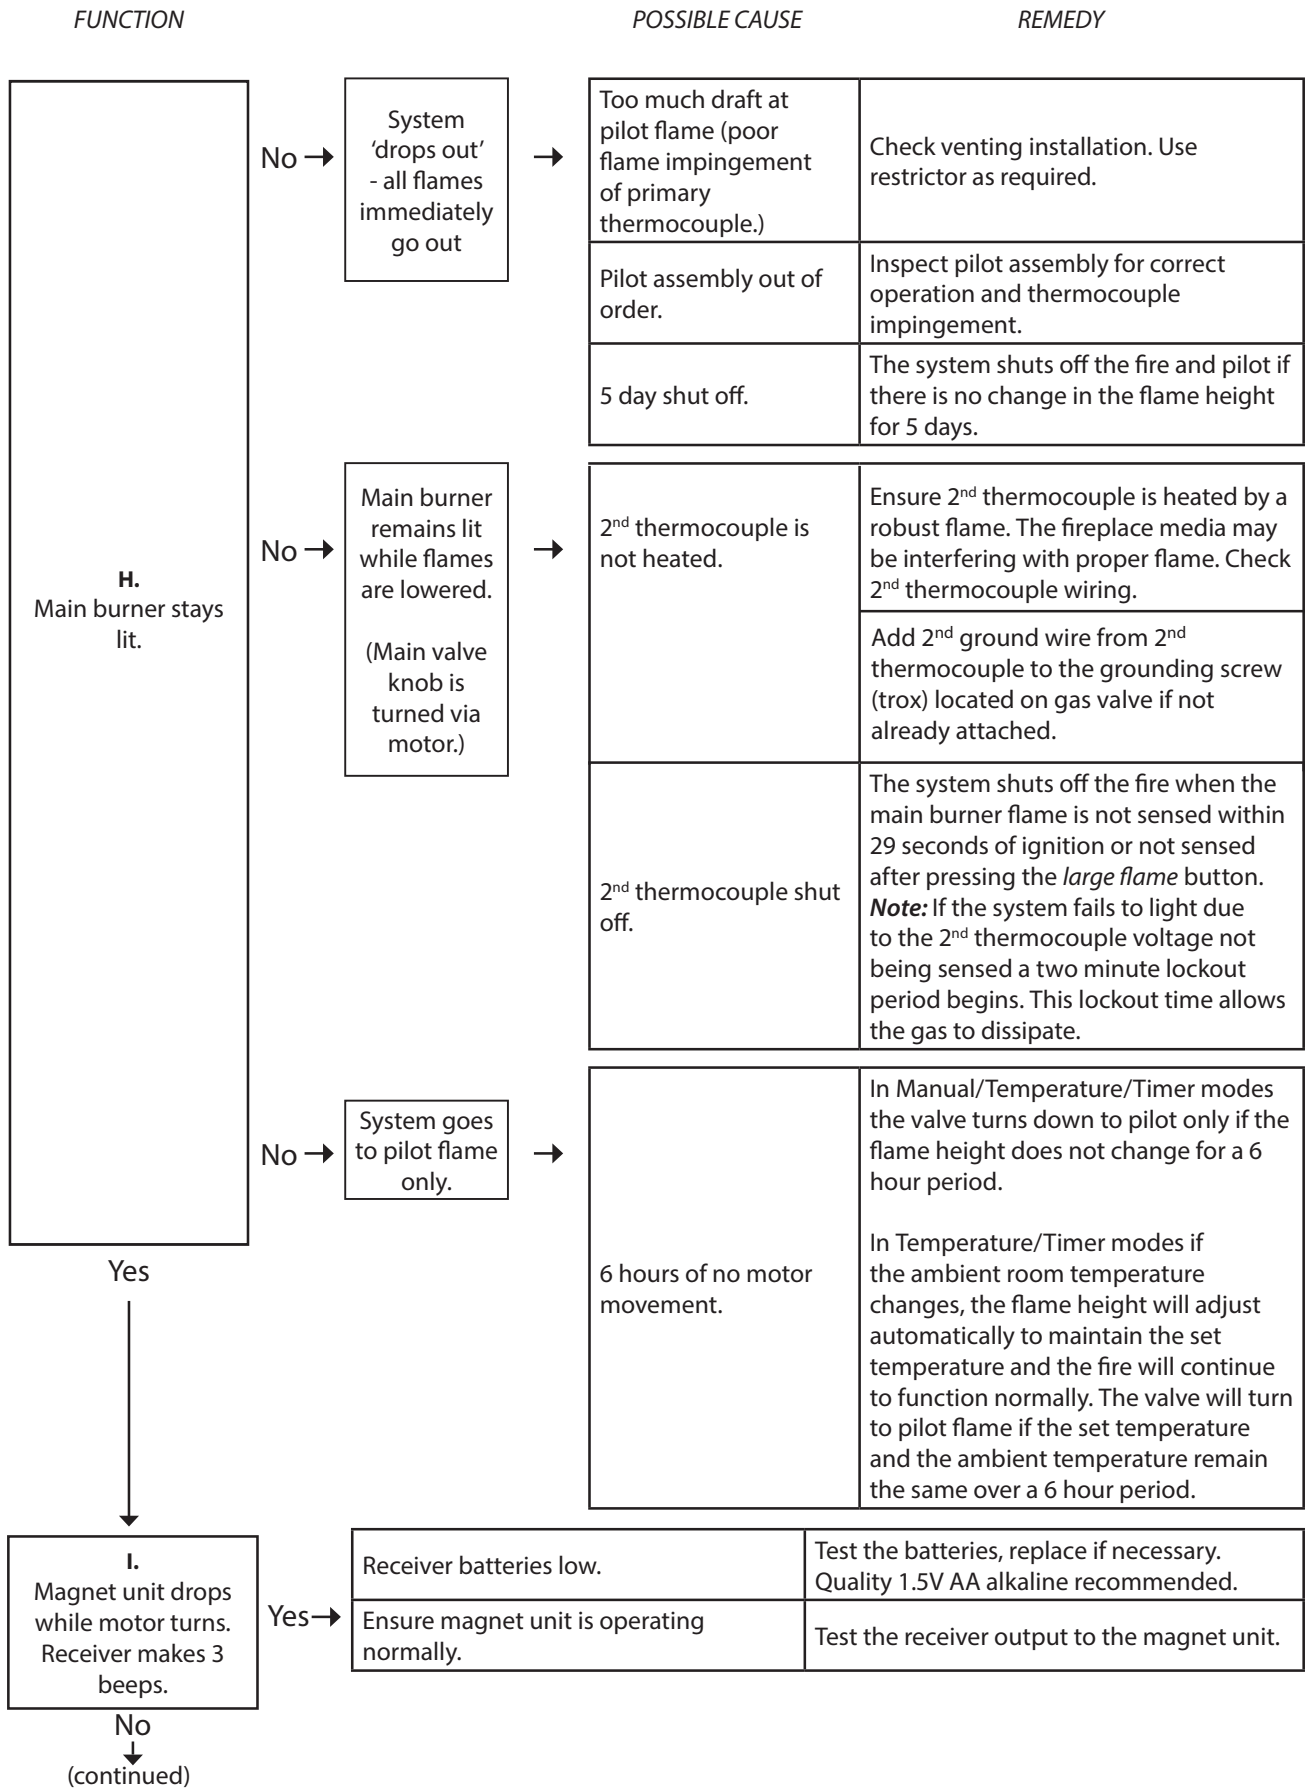 FUNCTION
POSSIBLE CAUSE
REMEDY
H.
Main burner stays
lit.
No →
System
‘drops out’
- all flames
immediately
go out
→
Too much draft at
pilot flame (poor
flame impingement
of primary
thermocouple.)
Check venting installation. Use
restrictor as required.
Pilot assembly out of
order.
Inspect pilot assembly for correct
operation and thermocouple
impingement.
5 day shut off.
The system shuts off the fire and pilot if
there is no change in the flame height
for 5 days.
No →
Main burner
remains lit
while flames
are lowered.
(Main valve
knob is
turned via
motor.)
→
2nd thermocouple is
not heated.
Ensure 2nd thermocouple is heated by a
robust flame. The fireplace media may
be interfering with proper flame. Check
2nd thermocouple wiring.
Add 2nd ground wire from 2nd
thermocouple to the grounding screw
(trox) located on gas valve if not
already attached.
2nd thermocouple shut
off.
The system shuts off the fire when the
main burner flame is not sensed within
29 seconds of ignition or not sensed
after pressing the large flame button.
Note: If the system fails to light due
to the 2nd thermocouple voltage not
being sensed a two minute lockout
period begins. This lockout time allows
the gas to dissipate.
No →
System goes
to pilot flame
only.
→
6 hours of no motor
movement.
In Manual/Temperature/Timer modes
the valve turns down to pilot only if the
flame height does not change for a 6
hour period.
In Temperature/Timer modes if
the ambient room temperature
changes, the flame height will adjust
automatically to maintain the set
temperature and the fire will continue
to function normally. The valve will turn
to pilot flame if the set temperature
and the ambient temperature remain
the same over a 6 hour period.
Yes
I.
Magnet unit drops
while motor turns.
Receiver makes 3
beeps.
Yes→
Receiver batteries low.
Test the batteries, replace if necessary.
Quality 1.5V AA alkaline recommended.
Ensure magnet unit is operating
normally.
Test the receiver output to the magnet unit.
No
(continued)